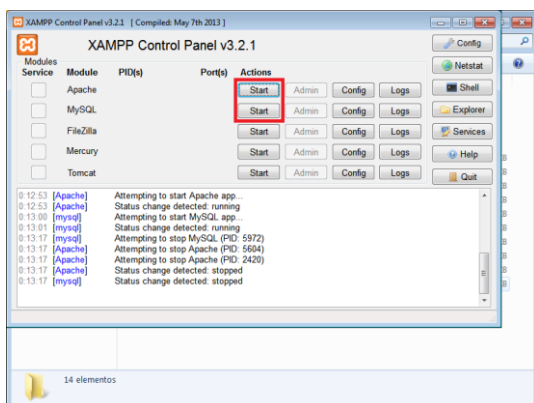 XAMPP Control Panel v3.2.1 [ Compiled: May 7th 2013 ]
XAMPP Control Panel v3.2.1
Config
Modules
Service Module PID(s) Port(s) Actions
Netstat
Apache Start Admin Config Logs
Shell
MySQL Start Admin Config Logs
Explorer
FileZilla Start Admin Config Logs
Services
Mercury Start Admin Config Logs
Help
Tomcat Start Admin Config Logs
Quit
0:12:53 [Apache] Attempting to start Apache app...
0:12:53 [Apache] Status change detected: running
0:13:00 [mysql] Attempting to start MySQL app...
0:13:01 [mysql] Status change detected: running
0:13:17 [mysql] Attempting to stop MySQL (PID: 5972)
0:13:17 [Apache] Attempting to stop Apache (PID: 5604)
0:13:17 [Apache] Attempting to stop Apache (PID: 2420)
0:13:17 [Apache] Status change detected: stopped
0:13:17 [mysql] Status change detected: stopped
14 elementos